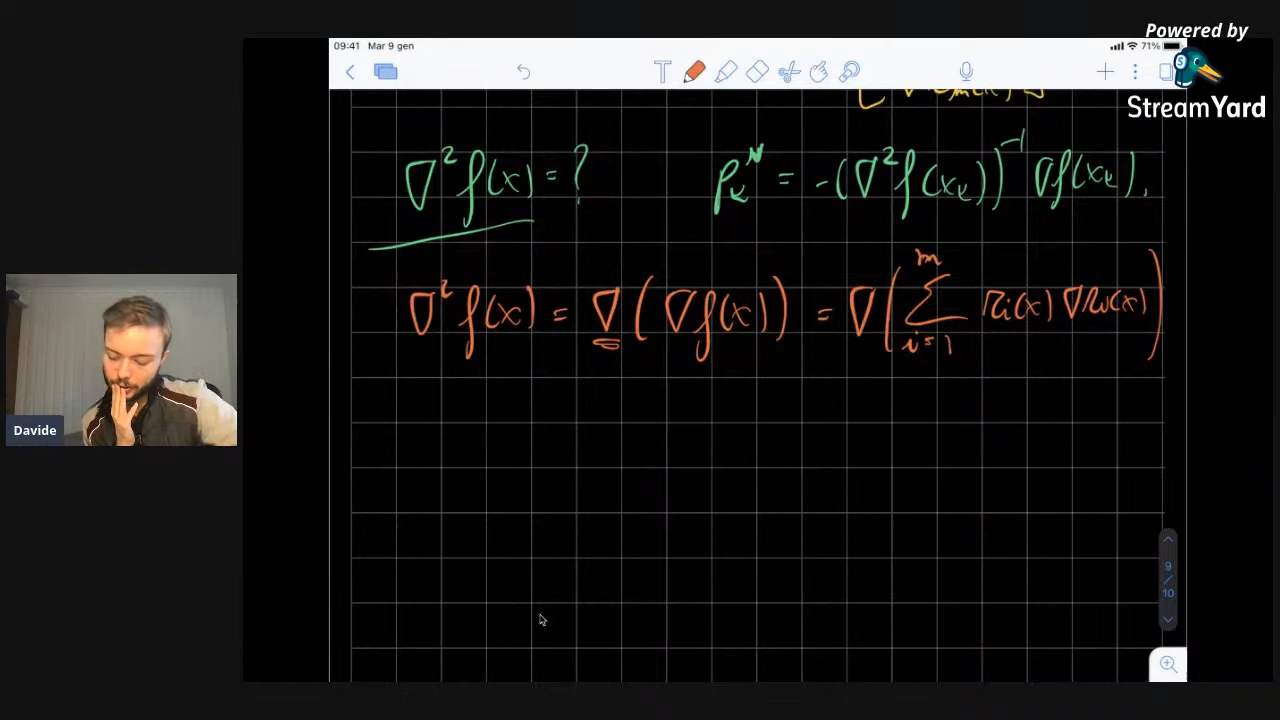 Powered by
StreamYard
09:41 Mar 9 gen
71%
∇²f(x) = ? p_k^N = -(∇²f(x_k))^{-1} ∇f(x_k).
∇²f(x) = ∇(∇f(x)) = ∇(∑_{i=1}^{m} r_i(x) ∇r_i(x))
Davide
9
/
10